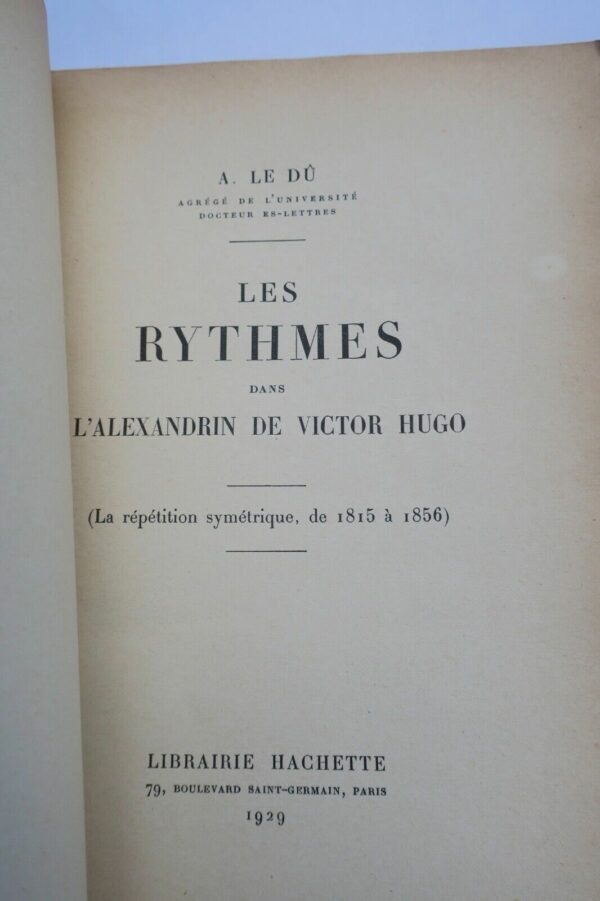 A. LE DÛ
AGRÉGÉ DE L'UNIVERSITÉ
DOCTEUR ES-LETTRES
LES
RYTHMES
DANS
L'ALEXANDRIN DE VICTOR HUGO
(La répétition symétrique, de 1815 à 1856)
LIBRAIRIE HACHETTE
79, BOULEVARD SAINT-GERMAIN, PARIS
1929